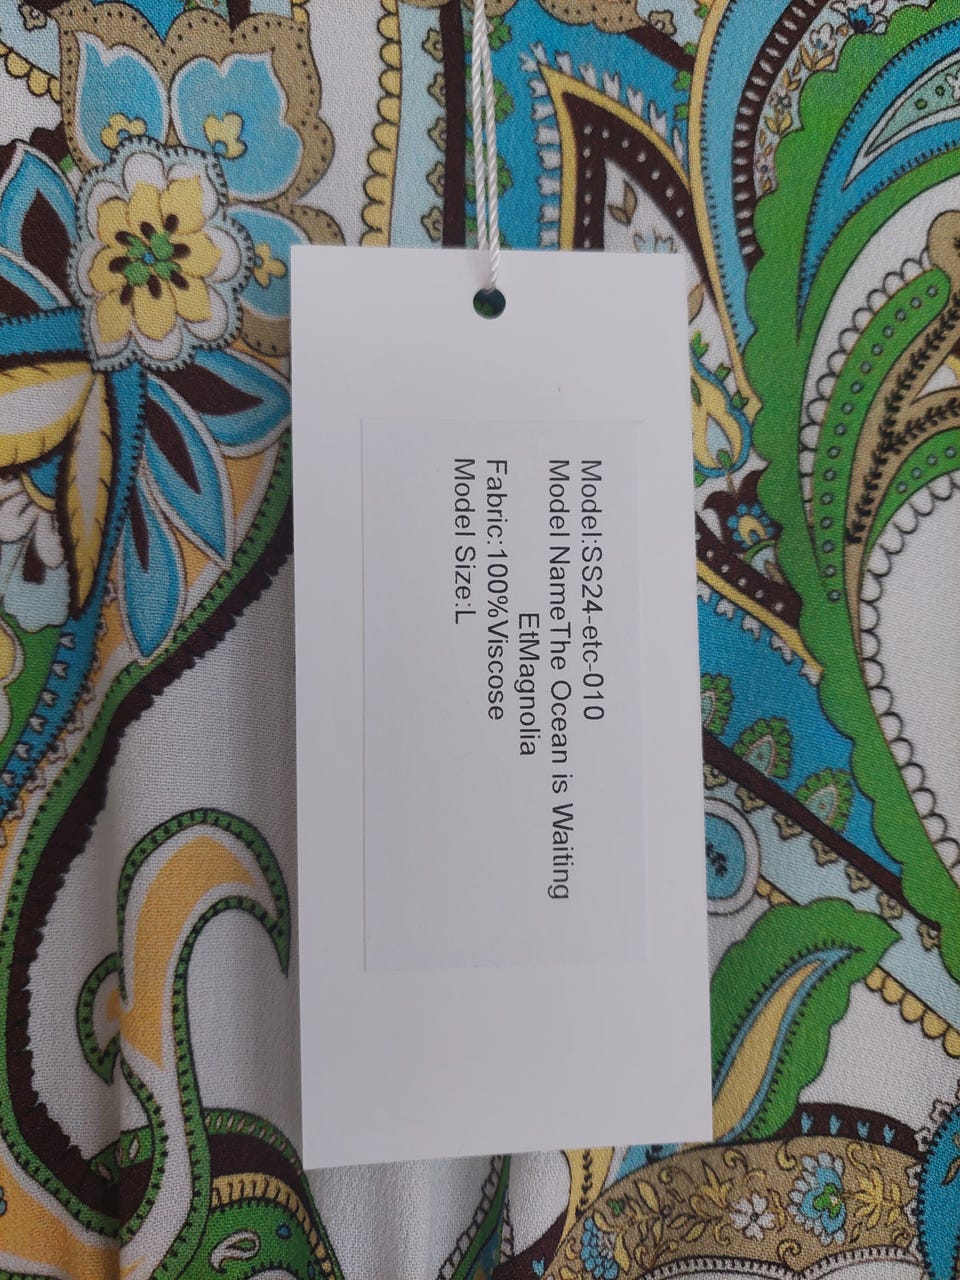 Model:SS24-etc-010
Model NameThe Ocean is Waiting
EtMagnolia
Fabric:100%Viscose
Model Size:L